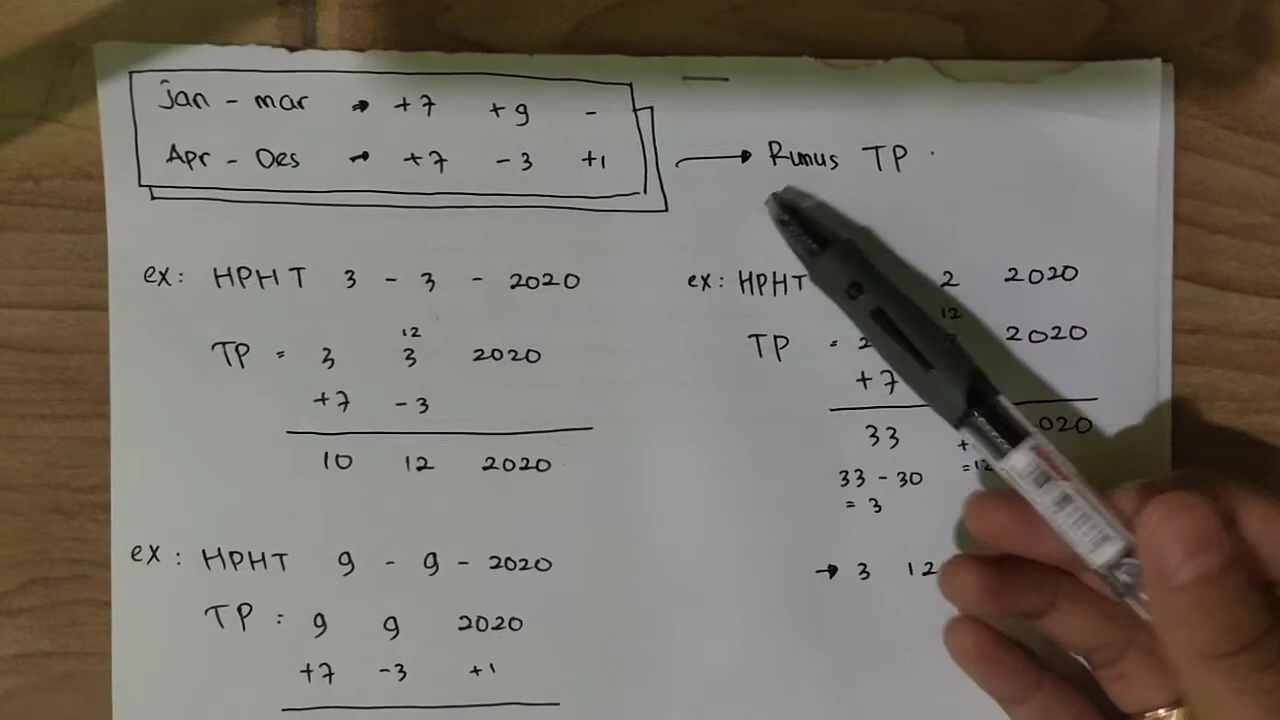 Jan - mar → +7 +9 -
Apr - Des → +7 -3 +1
→ Rumus TP
ex: HPHT 3 - 3 - 2020
12
TP = 3 3 2020
+7 -3
10 12 2020
ex: HPHT 9 - 9 - 2020
TP : 9 9 2020
+7 -3 +1
ex: HPHT 2 2020
12
TP = 2 2020
+7
33 020
33 - 30 +
= 3 =12
→ 3 12